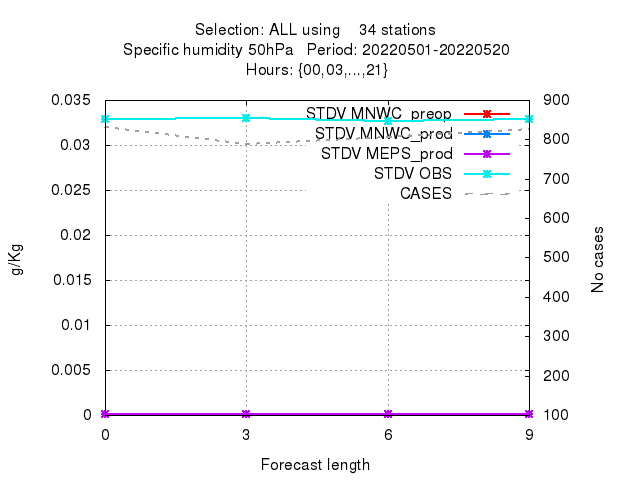 Selection: ALL using    34 stations
Specific humidity 50hPa   Period: 20220501-20220520
Hours: {00,03,...,21}
0.035
0.03
0.025
0.02
0.015
0.01
0.005
0
g/Kg
STDV MNWC_preop
STDV MNWC_prod
STDV MEPS_prod
STDV OBS
CASES
900
800
700
600
500
400
300
200
100
No cases
0 3 6 9
Forecast length